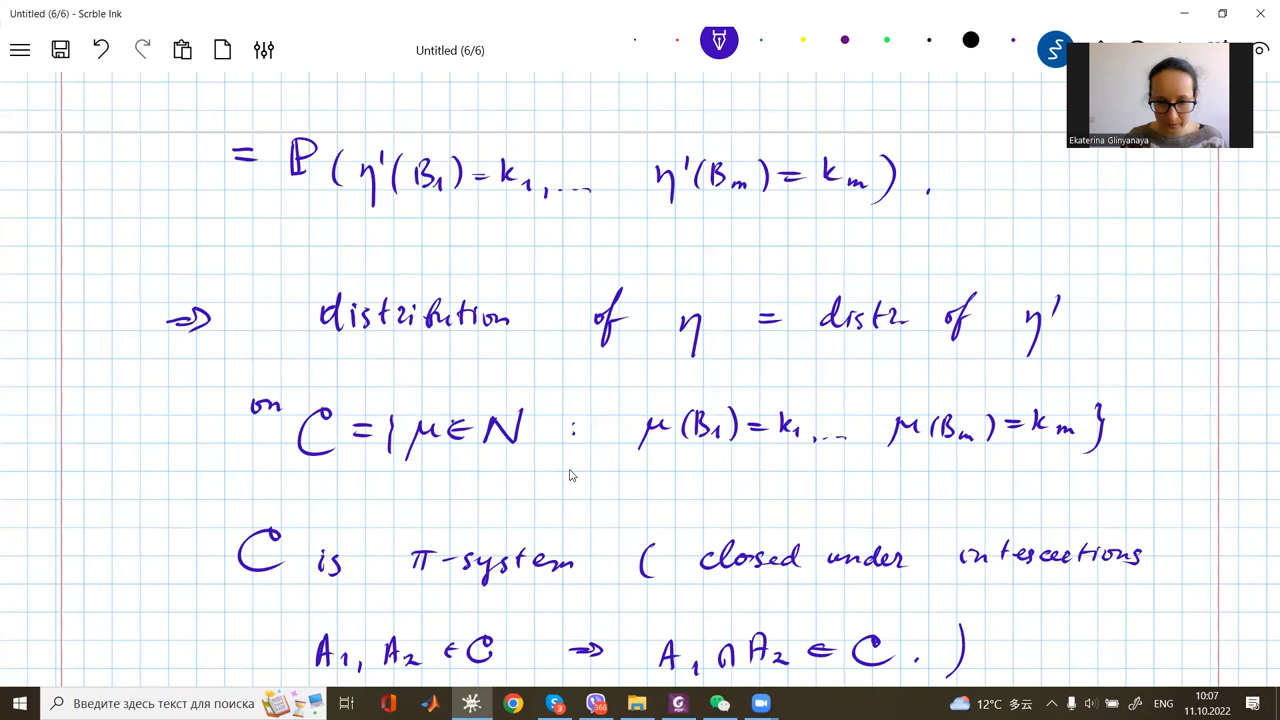 Untitled (6/6) - Scrble Ink
Untitled (6/6)
Ekaterina Glinyanaya
= ℙ(η'(B₁)=k₁,... η'(Bₘ)=kₘ).
⇒ distribution of η = distr of η'
on C={μ∈N : μ(B₁)=k₁,... μ(Bₘ)=kₘ}
C is π-system (closed under intersections
A₁, A₂ ∈ C ⇒ A₁∩A₂ ∈ C.)
Введите здесь текст для поиска
12°C 多云
ENG
10:07
11.10.2022